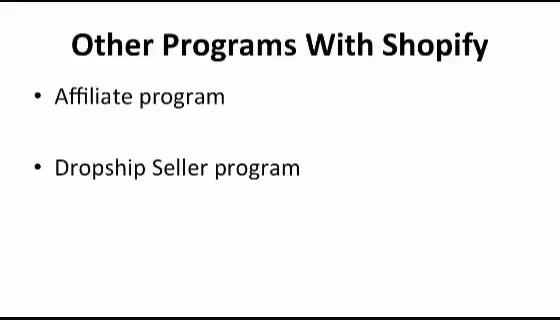 Other Programs With Shopify
• Affiliate program
• Dropship Seller program